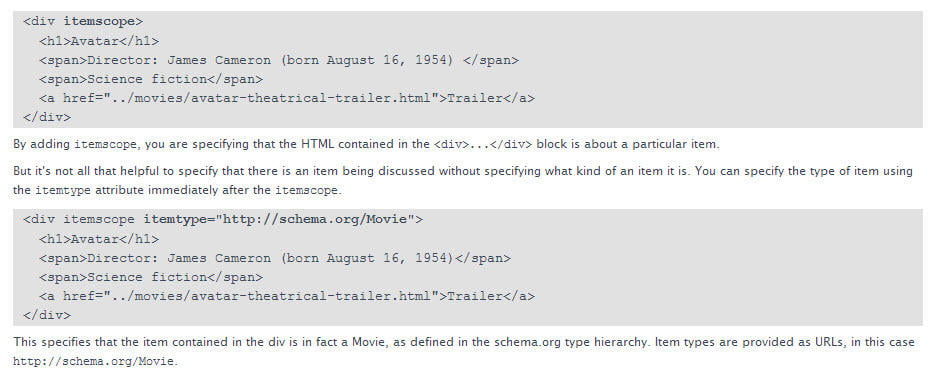 <div itemscope>
<h1>Avatar</h1>
<span>Director: James Cameron (born August 16, 1954) </span>
<span>Science fiction</span>
<a href="../movies/avatar-theatrical-trailer.html">Trailer</a>
</div>
By adding itemscope, you are specifying that the HTML contained in the <div>...</div> block is about a particular item.
But it's not all that helpful to specify that there is an item being discussed without specifying what kind of an item it is. You can specify the type of item using
the itemtype attribute immediately after the itemscope.
<div itemscope itemtype="http://schema.org/Movie">
<h1>Avatar</h1>
<span>Director: James Cameron (born August 16, 1954)</span>
<span>Science fiction</span>
<a href="../movies/avatar-theatrical-trailer.html">Trailer</a>
</div>
This specifies that the item contained in the div is in fact a Movie, as defined in the schema.org type hierarchy. Item types are provided as URLs, in this case
http://schema.org/Movie.